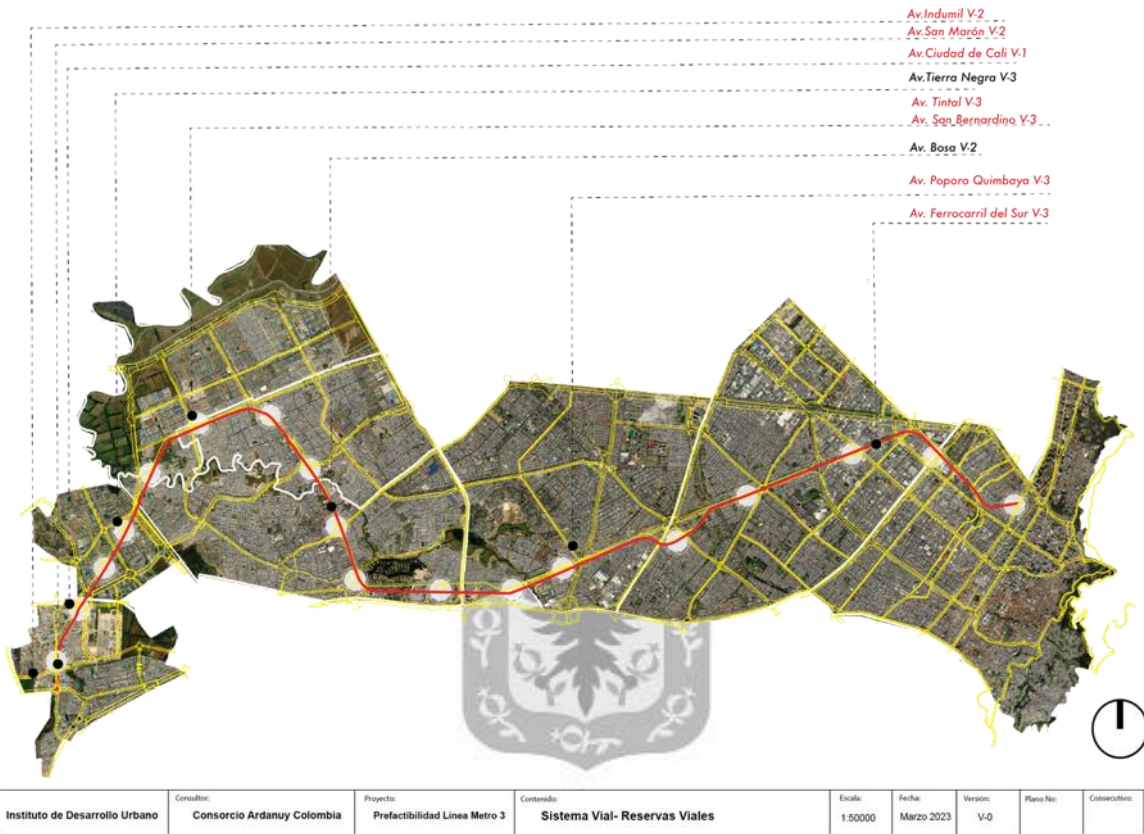 Av.Indumil V-2
Av.San Marón V-2
Av.Ciudad de Cali V-1
Av.Tierra Negra V-3
Av. Tintal V-3
Av. San Bernardino V-3
Av. Bosa V-2
Av. Poporo Quimbaya V-3
Av. Ferrocarril del Sur V-3
Instituto de Desarrollo Urbano
Consultor:
Consorcio Ardanuy Colombia
Proyecto:
Prefactibilidad Linea Metro 3
Contenido:
Sistema Vial- Reservas Viales
Escala:
1:50000
Fecha:
Marzo 2023
Versión:
V-0
Plano No:
Consecutivo: